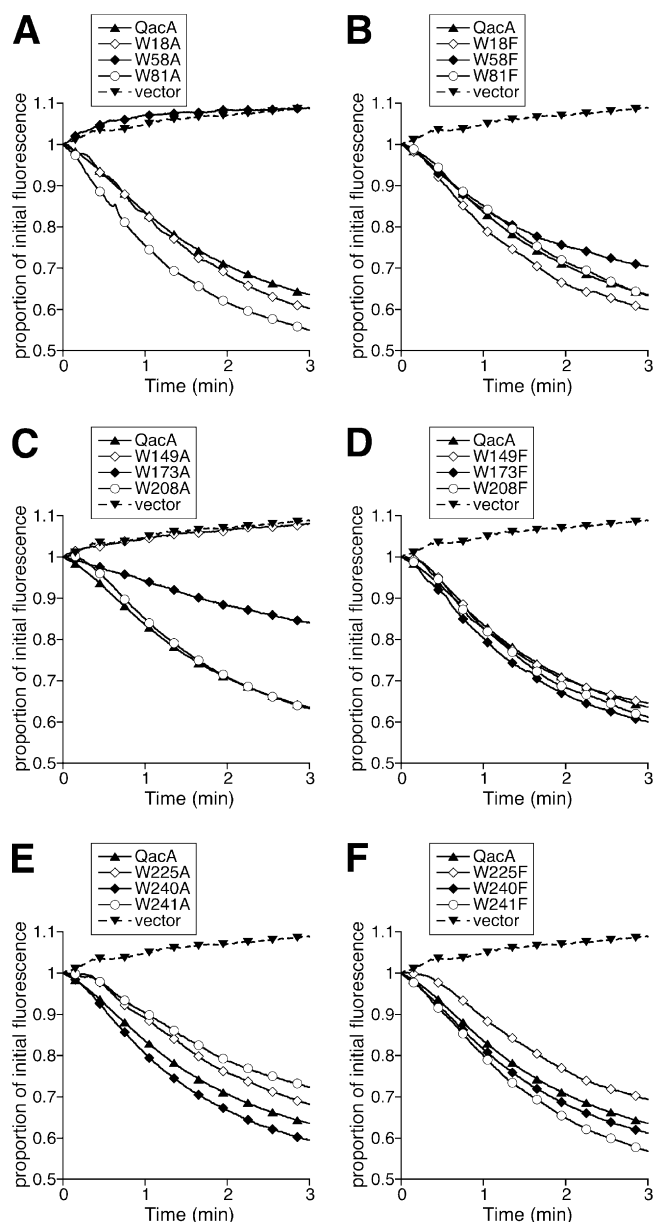 A
QacA
W18A
W58A
W81A
vector
1.1
1
0.9
0.8
0.7
0.6
0.5
proportion of initial fluorescence
0 1 2 3
Time (min)
B
QacA
W18F
W58F
W81F
vector
1.1
1
0.9
0.8
0.7
0.6
0.5
proportion of initial fluorescence
0 1 2 3
Time (min)
C
QacA
W149A
W173A
W208A
vector
1.1
1
0.9
0.8
0.7
0.6
0.5
proportion of initial fluorescence
0 1 2 3
Time (min)
D
QacA
W149F
W173F
W208F
vector
1.1
1
0.9
0.8
0.7
0.6
0.5
proportion of initial fluorescence
0 1 2 3
Time (min)
E
QacA
W225A
W240A
W241A
vector
1.1
1
0.9
0.8
0.7
0.6
0.5
proportion of initial fluorescence
0 1 2 3
Time (min)
F
QacA
W225F
W240F
W241F
vector
1.1
1
0.9
0.8
0.7
0.6
0.5
proportion of initial fluorescence
0 1 2 3
Time (min)